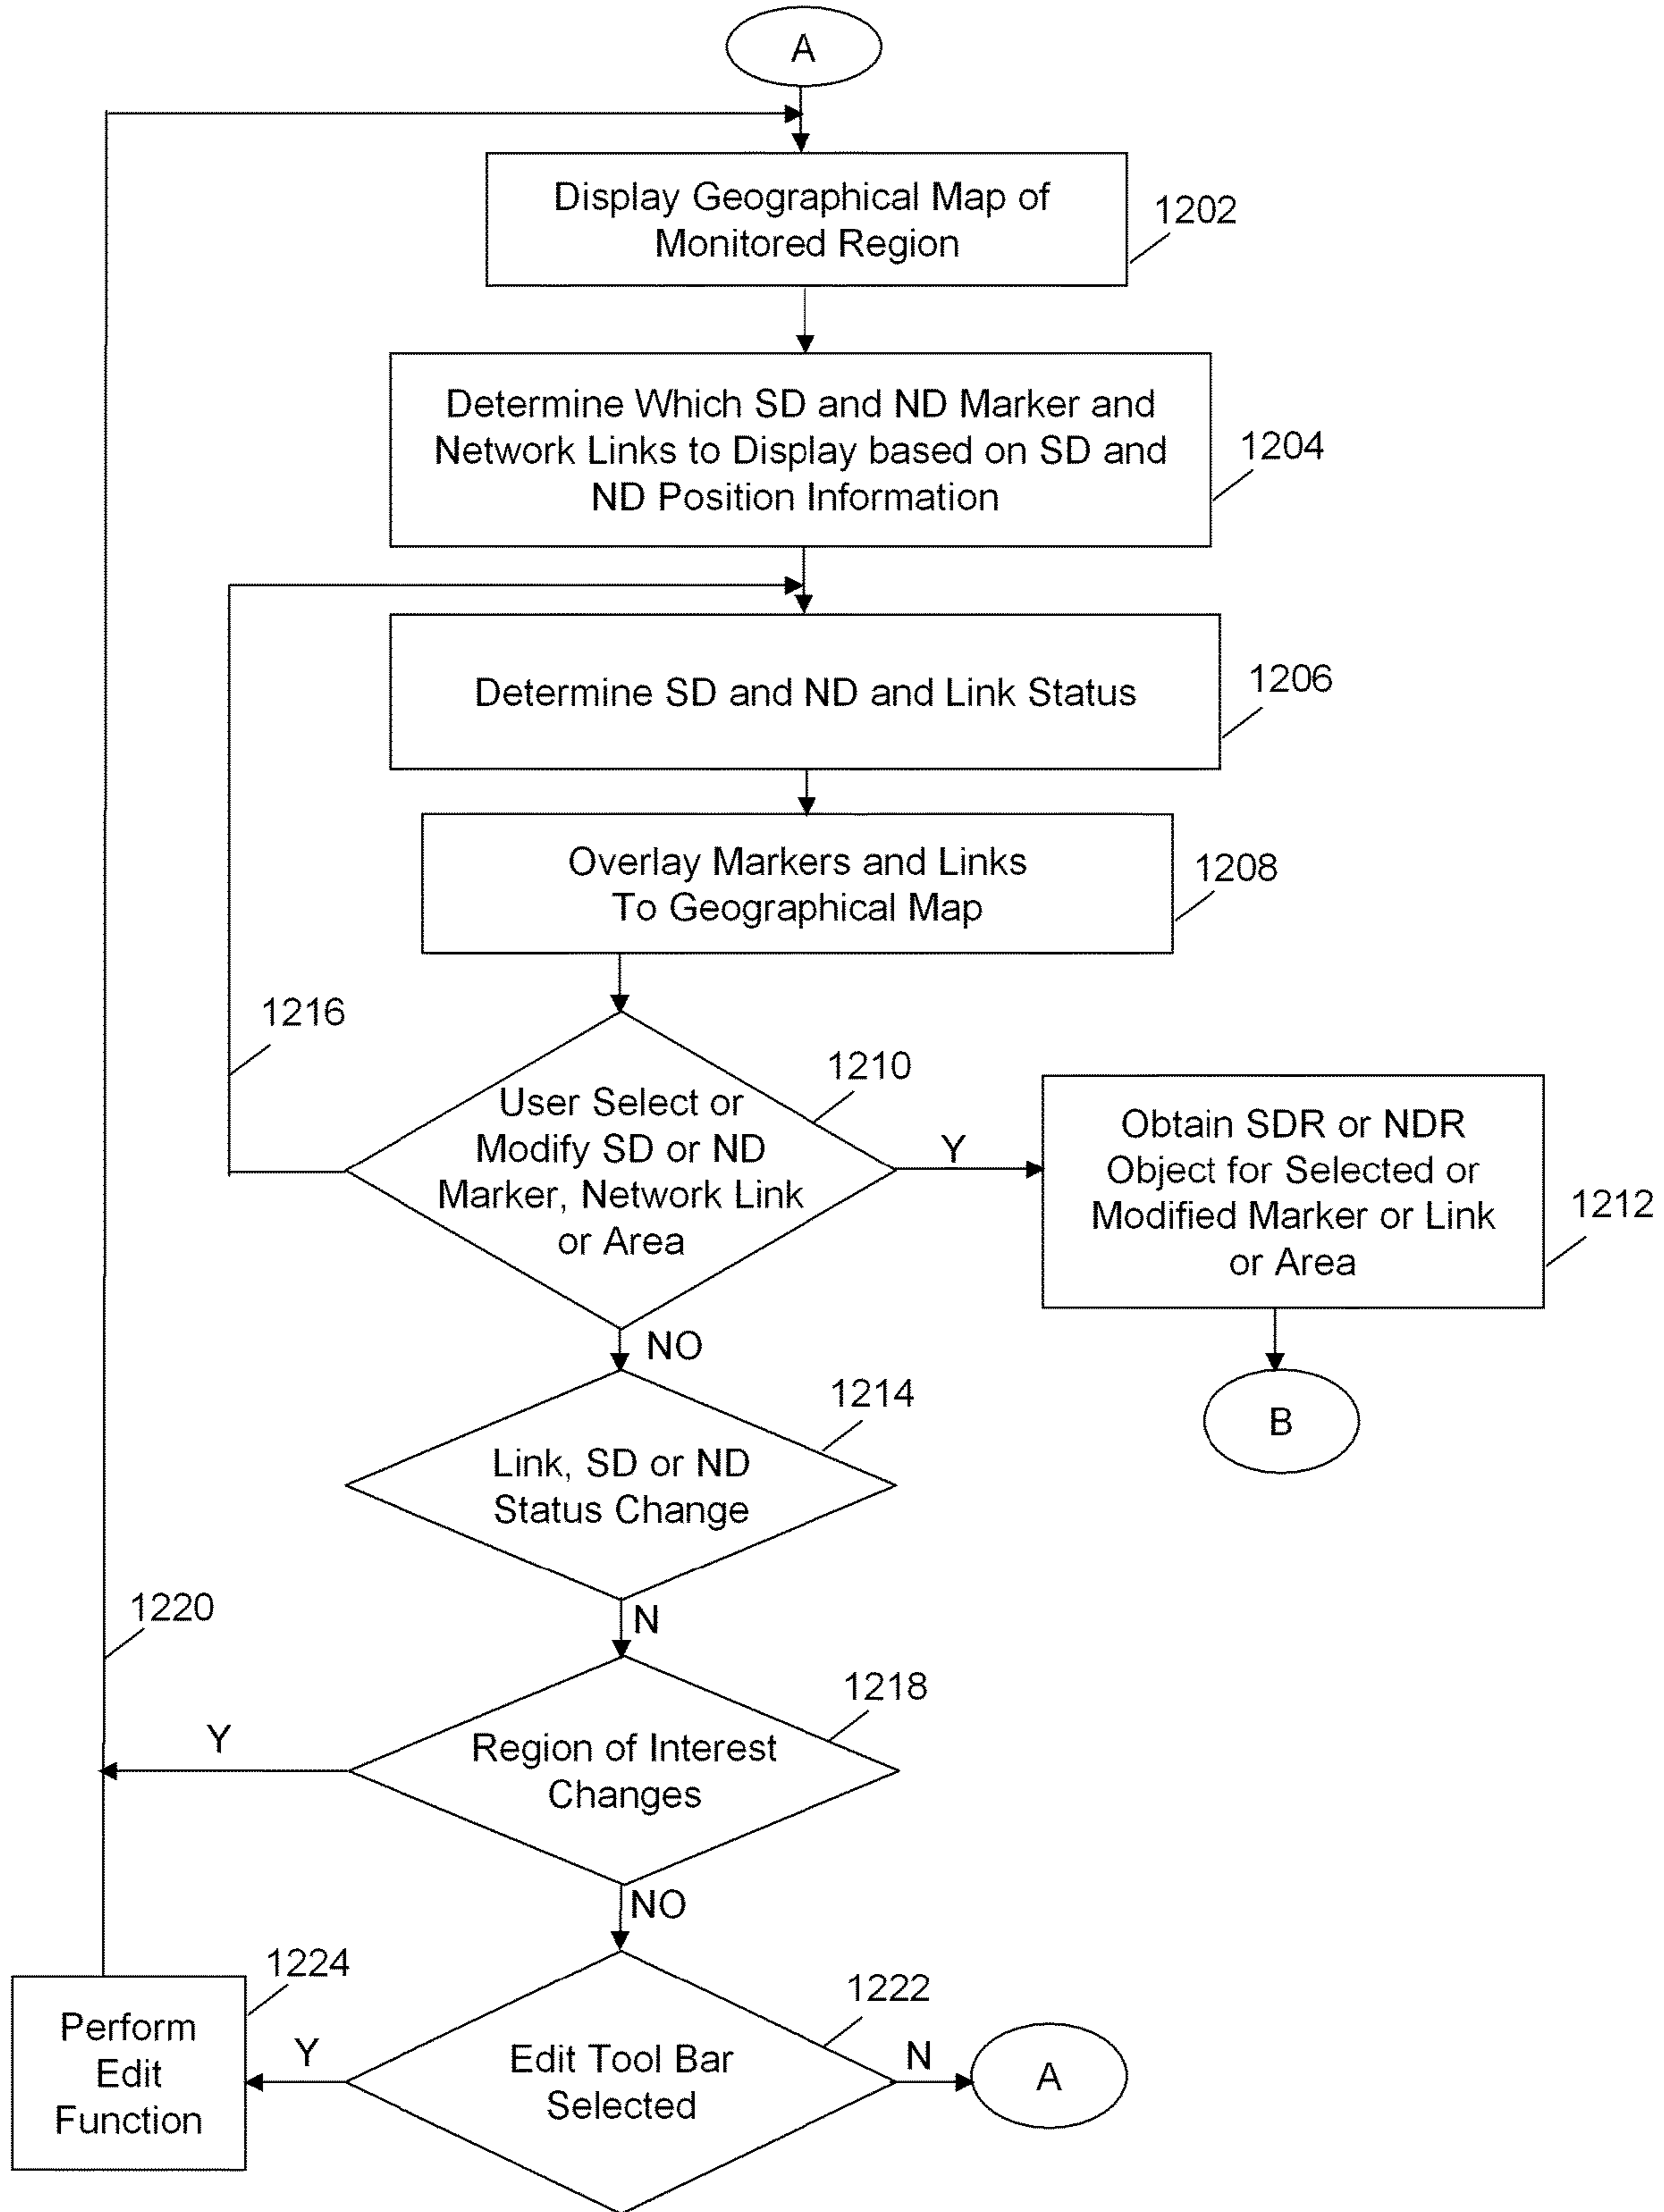 A
Display Geographical Map of
Monitored Region
1202
Determine Which SD and ND Marker and
Network Links to Display based on SD and
ND Position Information
1204
Determine SD and ND and Link Status
1206
Overlay Markers and Links
To Geographical Map
1208
1216
User Select or
Modify SD or ND
Marker, Network Link
or Area
1210
Y
Obtain SDR or NDR
Object for Selected or
Modified Marker or Link
or Area
1212
NO
B
Link, SD or ND
Status Change
1214
N
1220
Region of Interest
Changes
1218
Y
NO
Edit Tool Bar
Selected
1222
Y
N
A
Perform
Edit
Function
1224